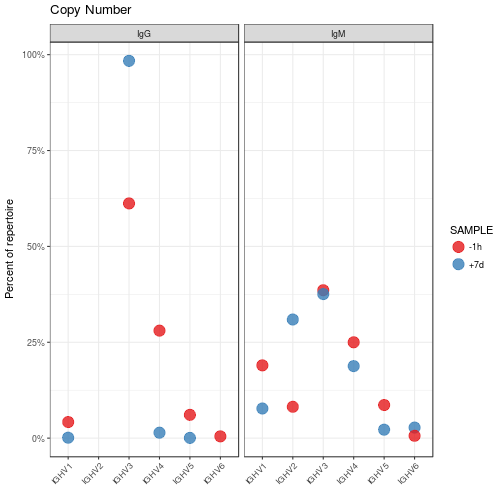 Copy Number
IgG
IgM
Percent of repertoire
100%
75%
50%
25%
0%
IGHV1
IGHV2
IGHV3
IGHV4
IGHV5
IGHV6
IGHV1
IGHV2
IGHV3
IGHV4
IGHV5
IGHV6
SAMPLE
-1h
+7d